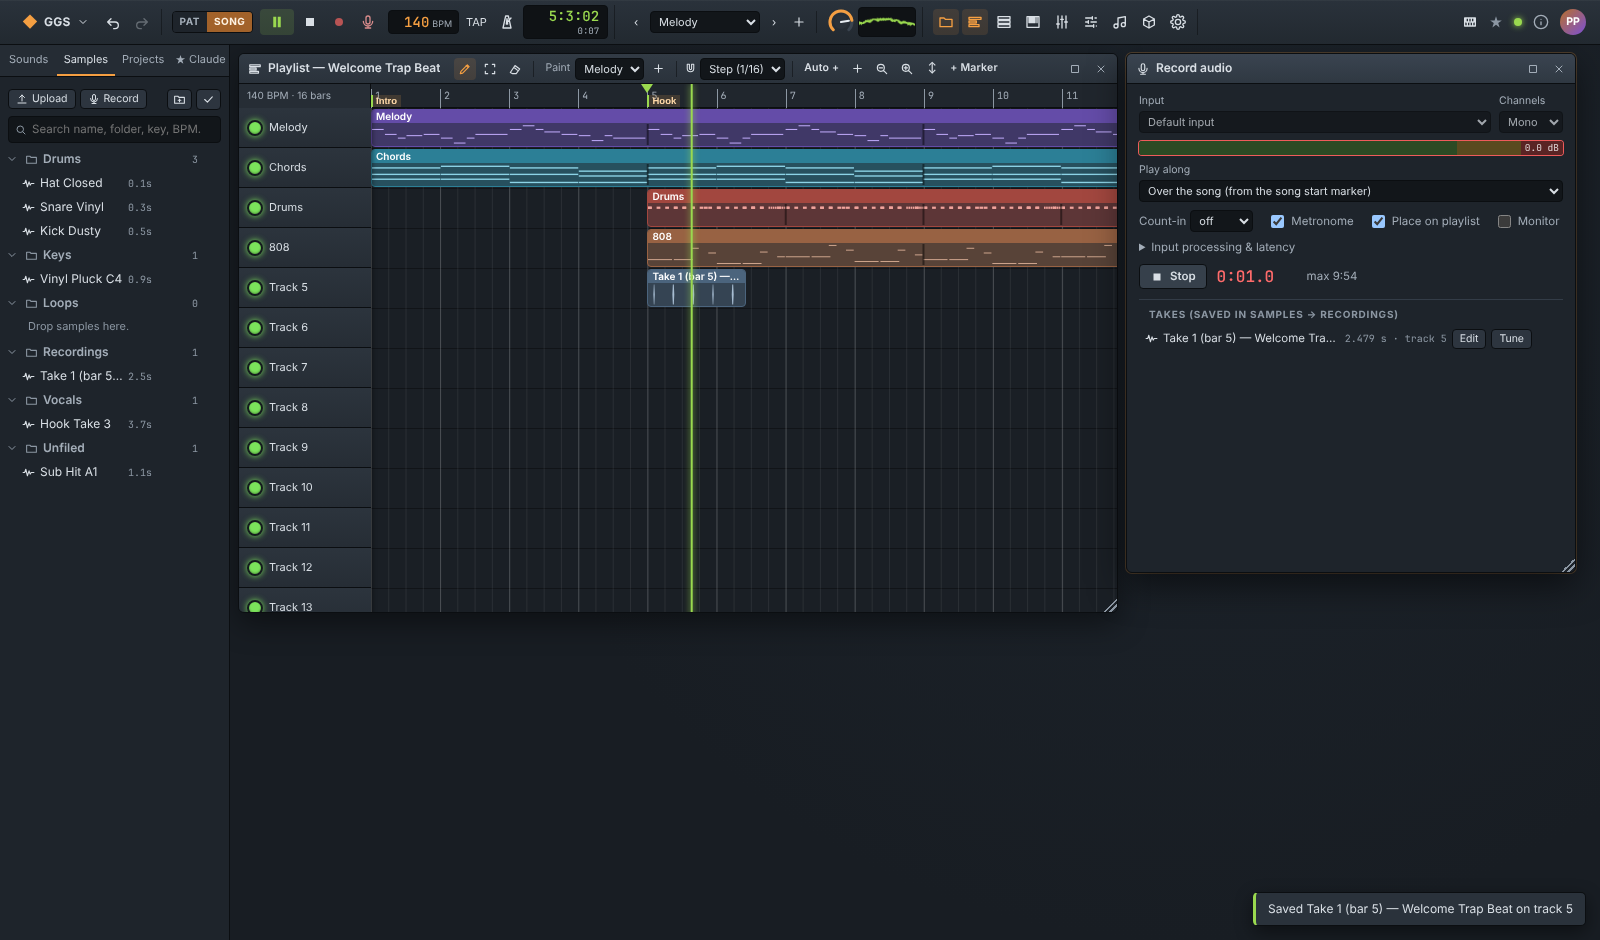 GGS PAT SONG 140 BPM TAP 5:3:02 0:07 Melody PP
Sounds Samples Projects ★ Claude
Upload Record
Search name, folder, key, BPM.
Drums 3
Hat Closed 0.1s
Snare Vinyl 0.3s
Kick Dusty 0.5s
Keys 1
Vinyl Pluck C4 0.9s
Loops 0
Drop samples here.
Recordings 1
Take 1 (bar 5... 2.5s
Vocals 1
Hook Take 3 3.7s
Unfiled 1
Sub Hit A1 1.1s
Playlist — Welcome Trap Beat Paint Melody Step (1/16) Auto + + Marker
140 BPM · 16 bars 1 2 3 4 5 6 7 8 9 10 11
Intro Hook
Melody Melody
Chords Chords
Drums Drums
808 808
Track 5 Take 1 (bar 5) —...
Track 6
Track 7
Track 8
Track 9
Track 10
Track 11
Track 12
Track 13
Record audio
Input Channels
Default input Mono
0.0 dB
Play along
Over the song (from the song start marker)
Count-in off Metronome Place on playlist Monitor
Input processing & latency
Stop 0:01.0 max 9:54
TAKES (SAVED IN SAMPLES → RECORDINGS)
Take 1 (bar 5) — Welcome Tra... 2.479 s · track 5 Edit Tune
Saved Take 1 (bar 5) — Welcome Trap Beat on track 5